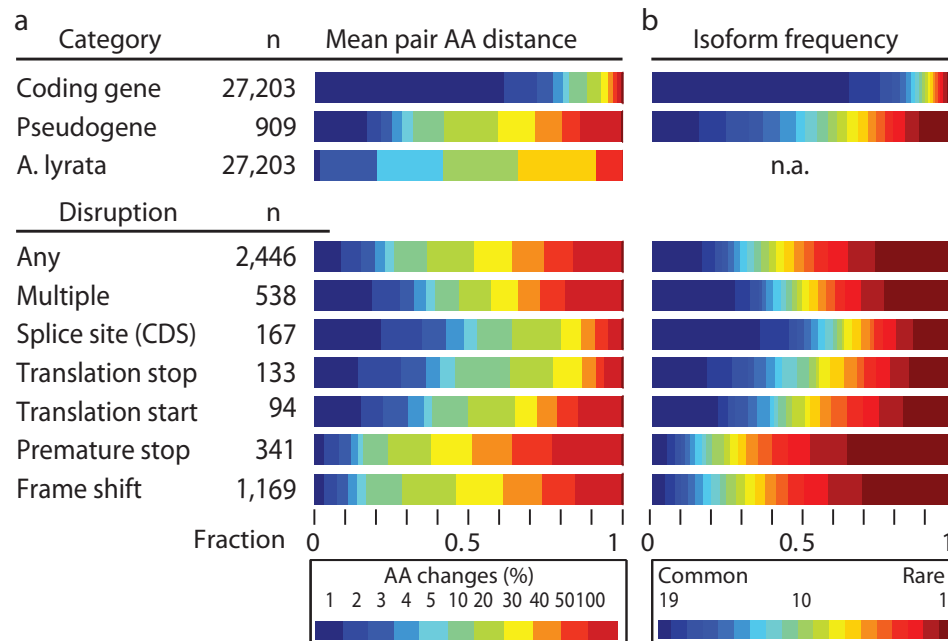 a
b
Category n Mean pair AA distance Isoform frequency
Coding gene 27,203
Pseudogene 909
A. lyrata 27,203 n.a.
Disruption n
Any 2,446
Multiple 538
Splice site (CDS) 167
Translation stop 133
Translation start 94
Premature stop 341
Frame shift 1,169
Fraction 0 0.5 1 0 0.5 1
AA changes (%) Common Rare
1 2 3 4 5 10 20 30 40 50 100 19 10 1